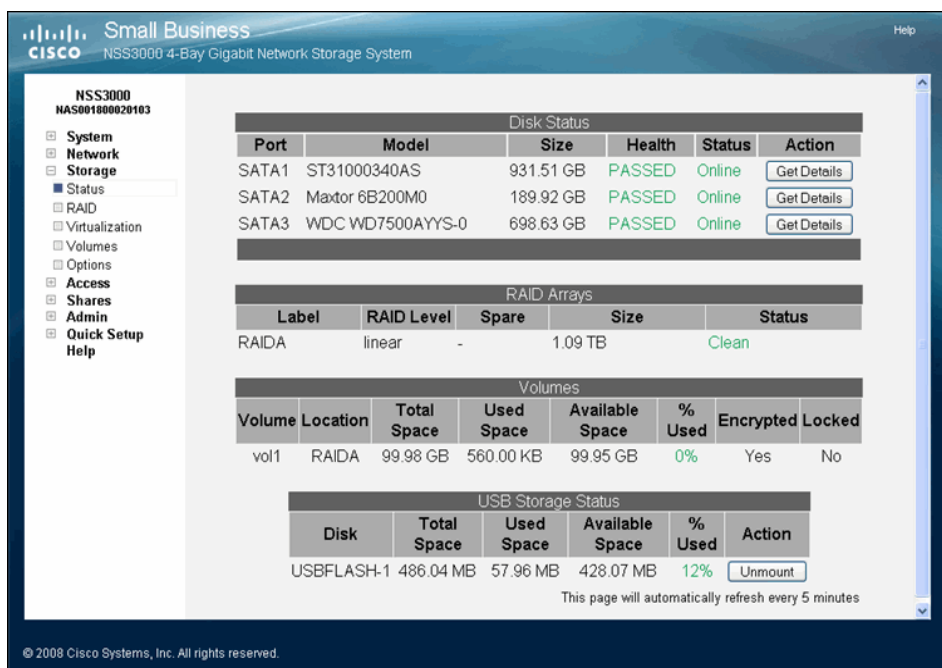 Small Business
CISCO NSS3000 4-Bay Gigabit Network Storage System
Help
NSS3000
NAS001800020103
System
Network
Storage
Status
RAID
Virtualization
Volumes
Options
Access
Shares
Admin
Quick Setup
Help
Disk Status
Port Model Size Health Status Action
SATA1 ST31000340AS 931.51 GB PASSED Online Get Details
SATA2 Maxtor 6B200M0 189.92 GB PASSED Online Get Details
SATA3 WDC WD7500AYYS-0 698.63 GB PASSED Online Get Details
RAID Arrays
Label RAID Level Spare Size Status
RAIDA linear - 1.09 TB Clean
Volumes
Volume Location Total Space Used Space Available Space % Used Encrypted Locked
vol1 RAIDA 99.98 GB 560.00 KB 99.95 GB 0% Yes No
USB Storage Status
Disk Total Space Used Space Available Space % Used Action
USBFLASH-1 486.04 MB 57.96 MB 428.07 MB 12% Unmount
This page will automatically refresh every 5 minutes
© 2008 Cisco Systems, Inc. All rights reserved.